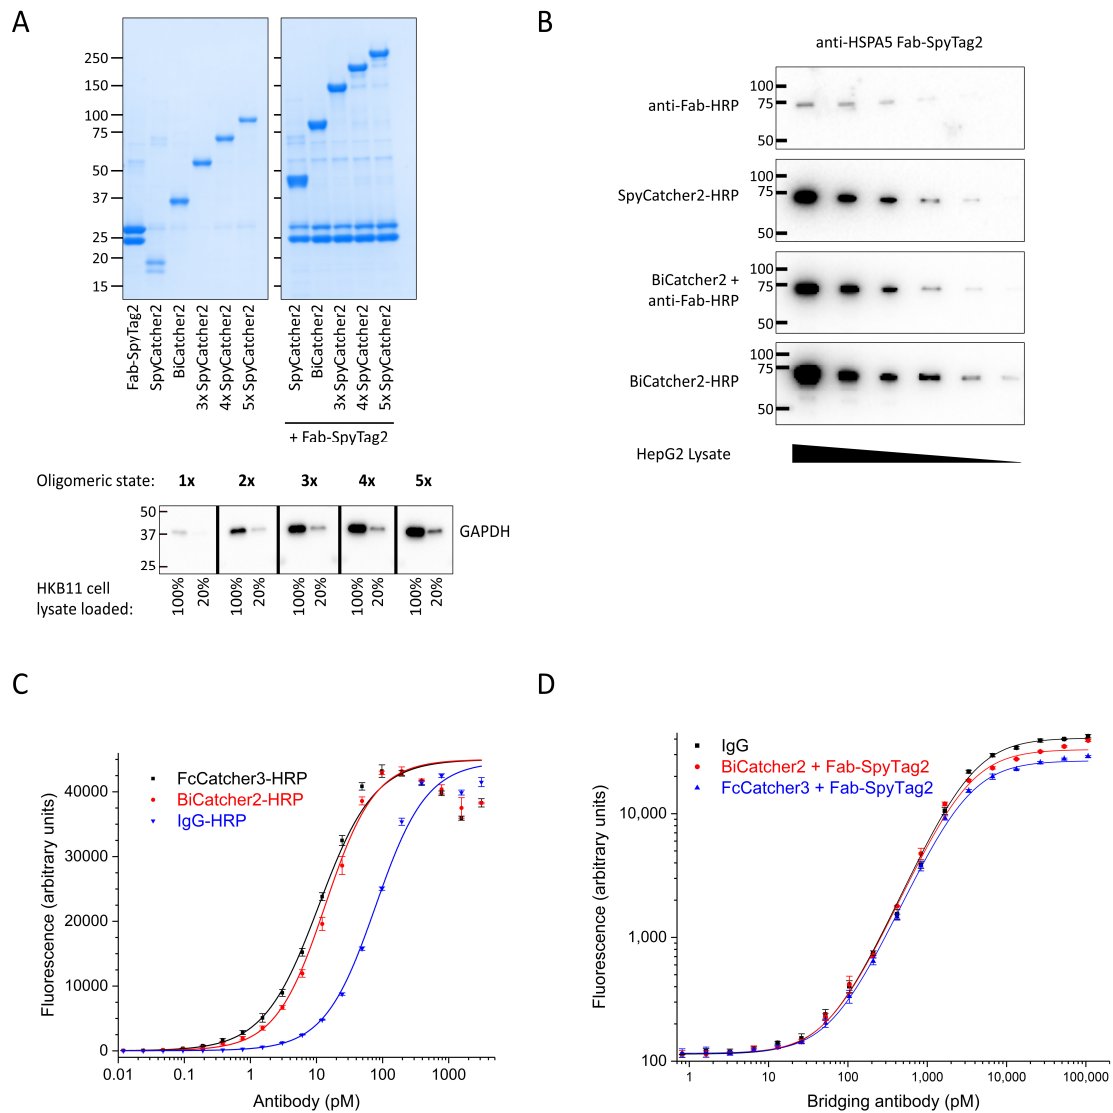 A
250
150
100
75
50
37
25
20
15
Fab-SpyTag2
SpyCatcher2
BiCatcher2
3x SpyCatcher2
4x SpyCatcher2
5x SpyCatcher2
SpyCatcher2
BiCatcher2
3x SpyCatcher2
4x SpyCatcher2
5x SpyCatcher2
+ Fab-SpyTag2
Oligomeric state: 1x 2x 3x 4x 5x
50
37
25
GAPDH
HKB11 cell
lysate loaded:
100% 20% 100% 20% 100% 20% 100% 20% 100% 20%
B
anti-HSPA5 Fab-SpyTag2
anti-Fab-HRP
100
75
50
SpyCatcher2-HRP
100
75
50
BiCatcher2 +
anti-Fab-HRP
100
75
50
BiCatcher2-HRP
100
75
50
HepG2 Lysate
C
Fluorescence (arbitrary units)
40000
30000
20000
10000
0
FcCatcher3-HRP
BiCatcher2-HRP
IgG-HRP
0.01 0.1 1 10 100 1000
Antibody (pM)
D
Fluorescence (arbitrary units)
10,000
1,000
100
IgG
BiCatcher2 + Fab-SpyTag2
FcCatcher3 + Fab-SpyTag2
1 10 100 1,000 10,000 100,000
Bridging antibody (pM)